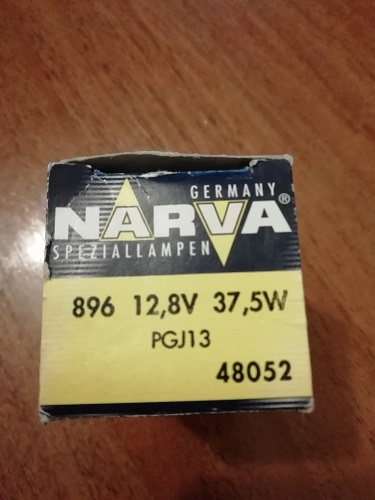 GERMANY
NARVA®
SPEZIALLAMPEN
896 12,8V 37,5W
PGJ13
48052